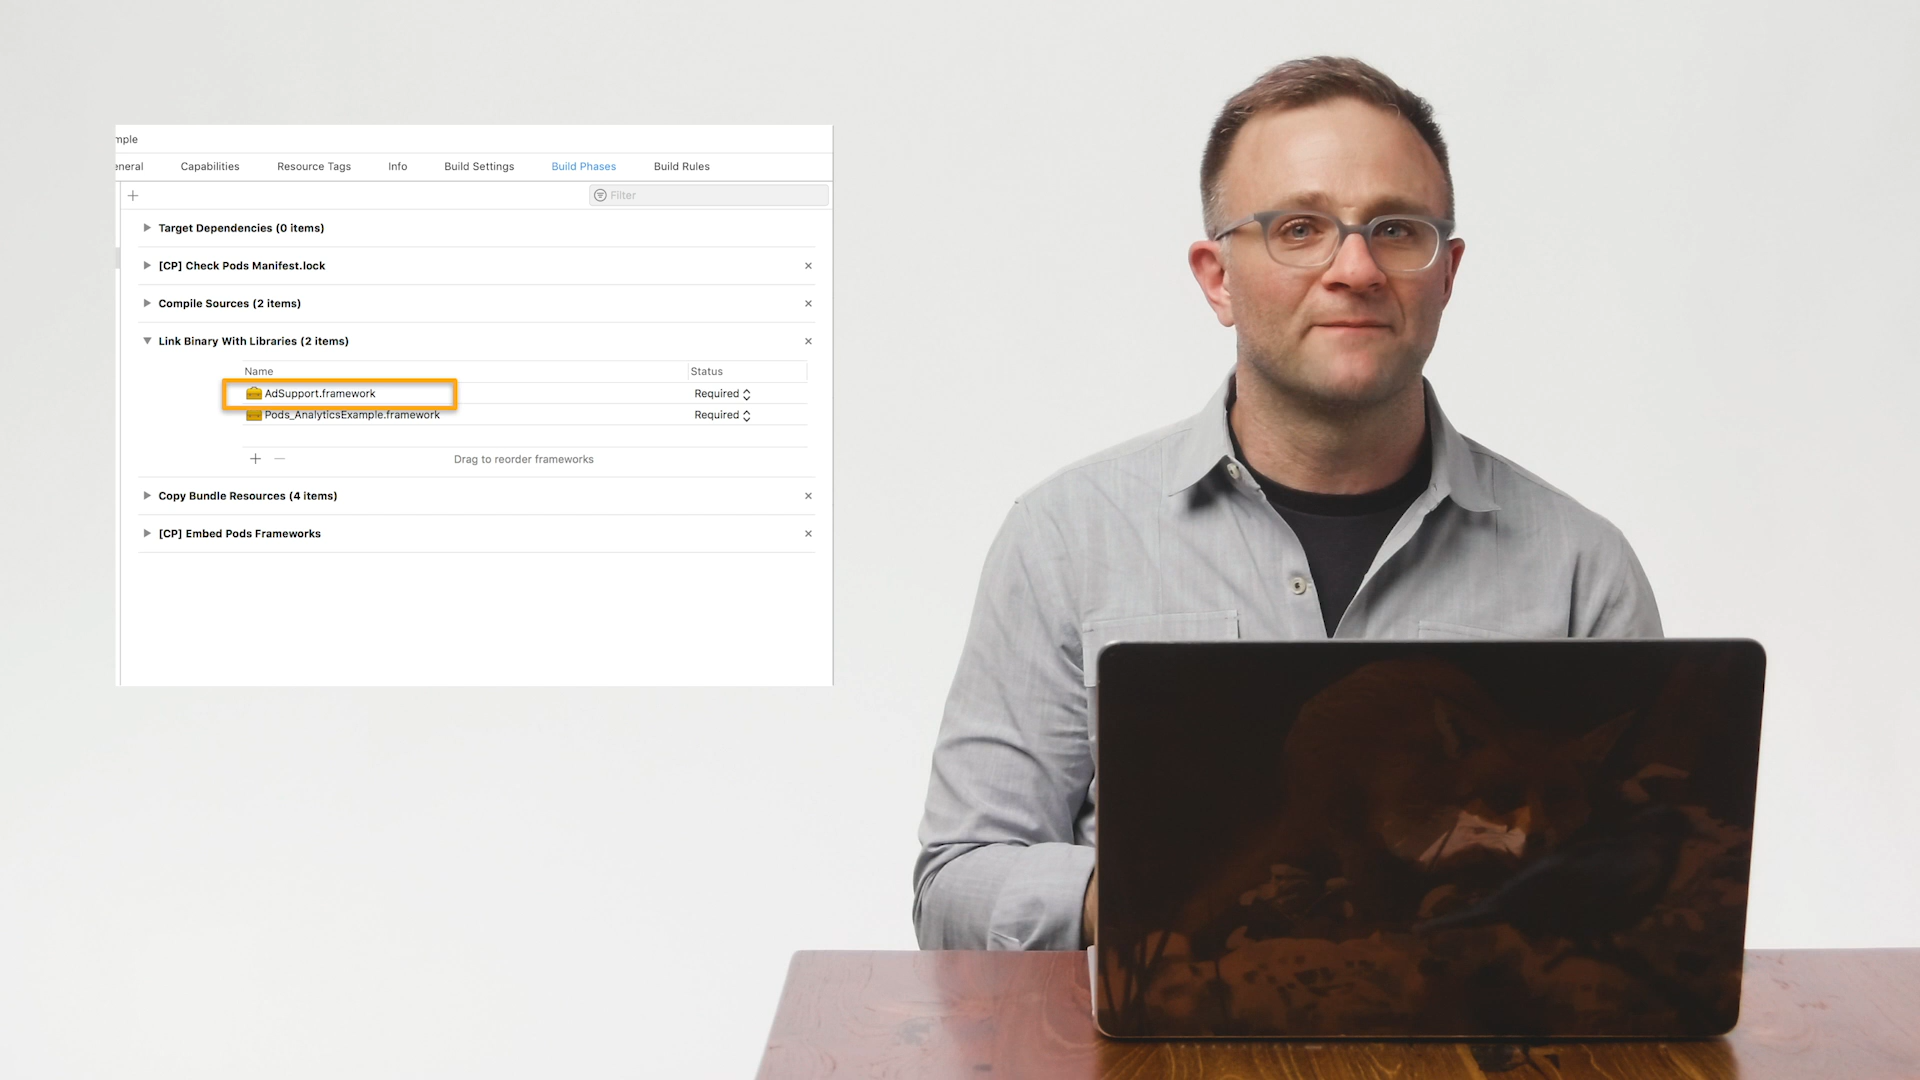 mple
eneral Capabilities Resource Tags Info Build Settings Build Phases Build Rules
Filter
Target Dependencies (0 items)
[CP] Check Pods Manifest.lock
Compile Sources (2 items)
Link Binary With Libraries (2 items)
Name Status
AdSupport.framework Required
Pods_AnalyticsExample.framework Required
Drag to reorder frameworks
Copy Bundle Resources (4 items)
[CP] Embed Pods Frameworks